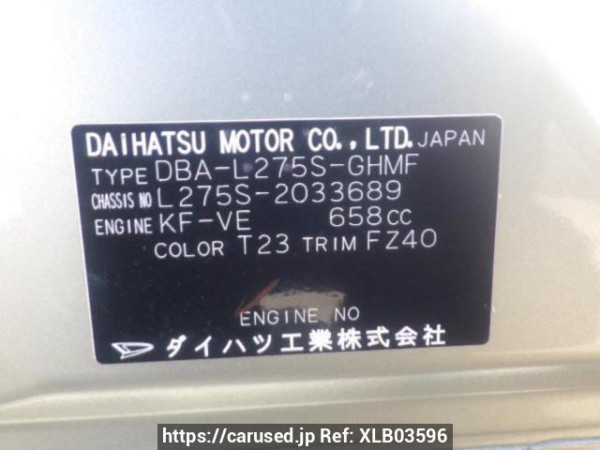 DAIHATSU MOTOR CO.,LTD. JAPAN
TYPE DBA-L275S-GHMF
CHASSIS NO L275S-2033689
ENGINE KF-VE 658CC
COLOR T23 TRIM FZ40
ENGINE NO
ダイハツ工業株式会社
https://carused.jp Ref: XLB03596